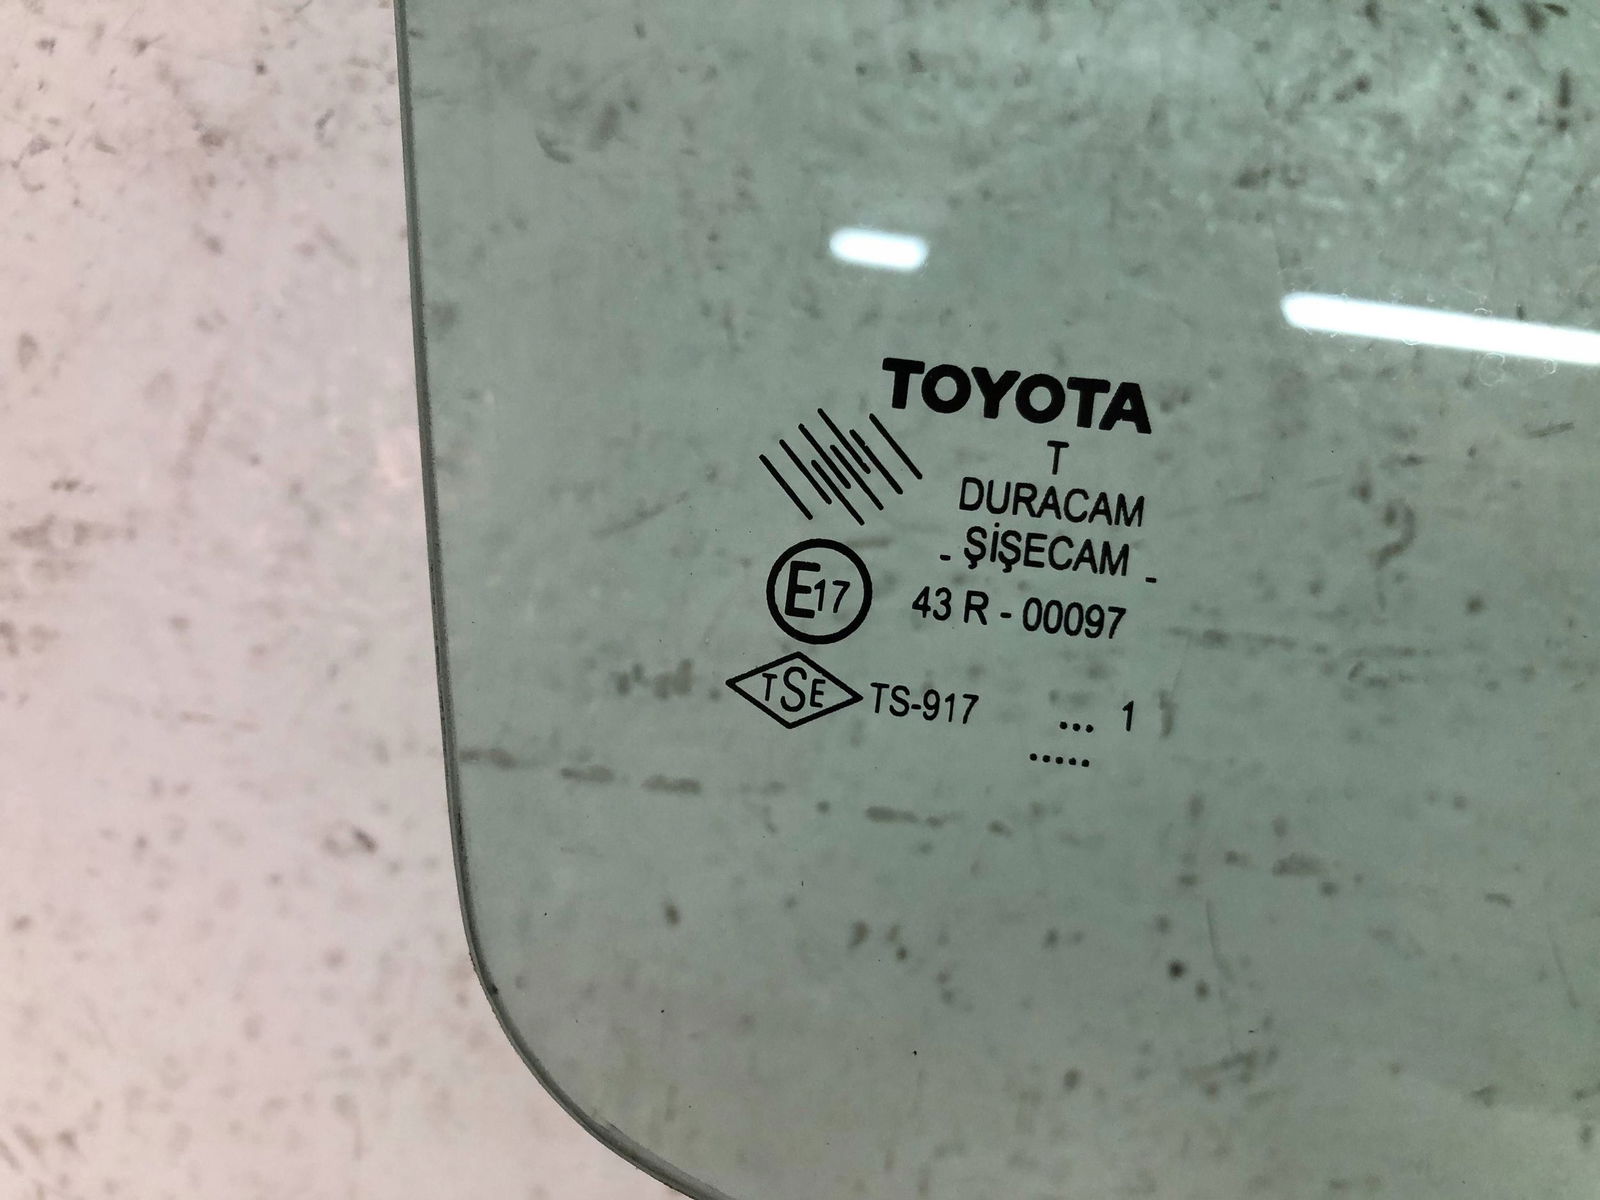 TOYOTA
T
DURACAM
- ŞİŞECAM -
E17 43 R - 00097
TSE TS-917 ... 1
.....